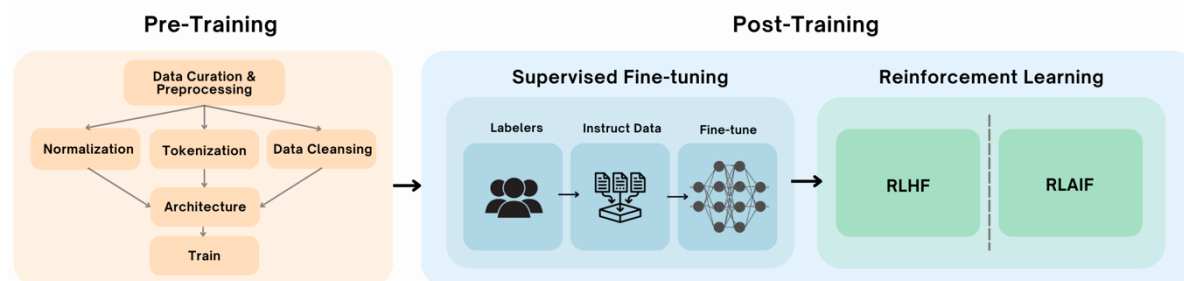 Pre-Training
Post-Training
Data Curation &
Preprocessing
Normalization
Tokenization
Data Cleansing
Architecture
Train
Supervised Fine-tuning
Labelers
Instruct Data
Fine-tune
Reinforcement Learning
RLHF
RLAIF